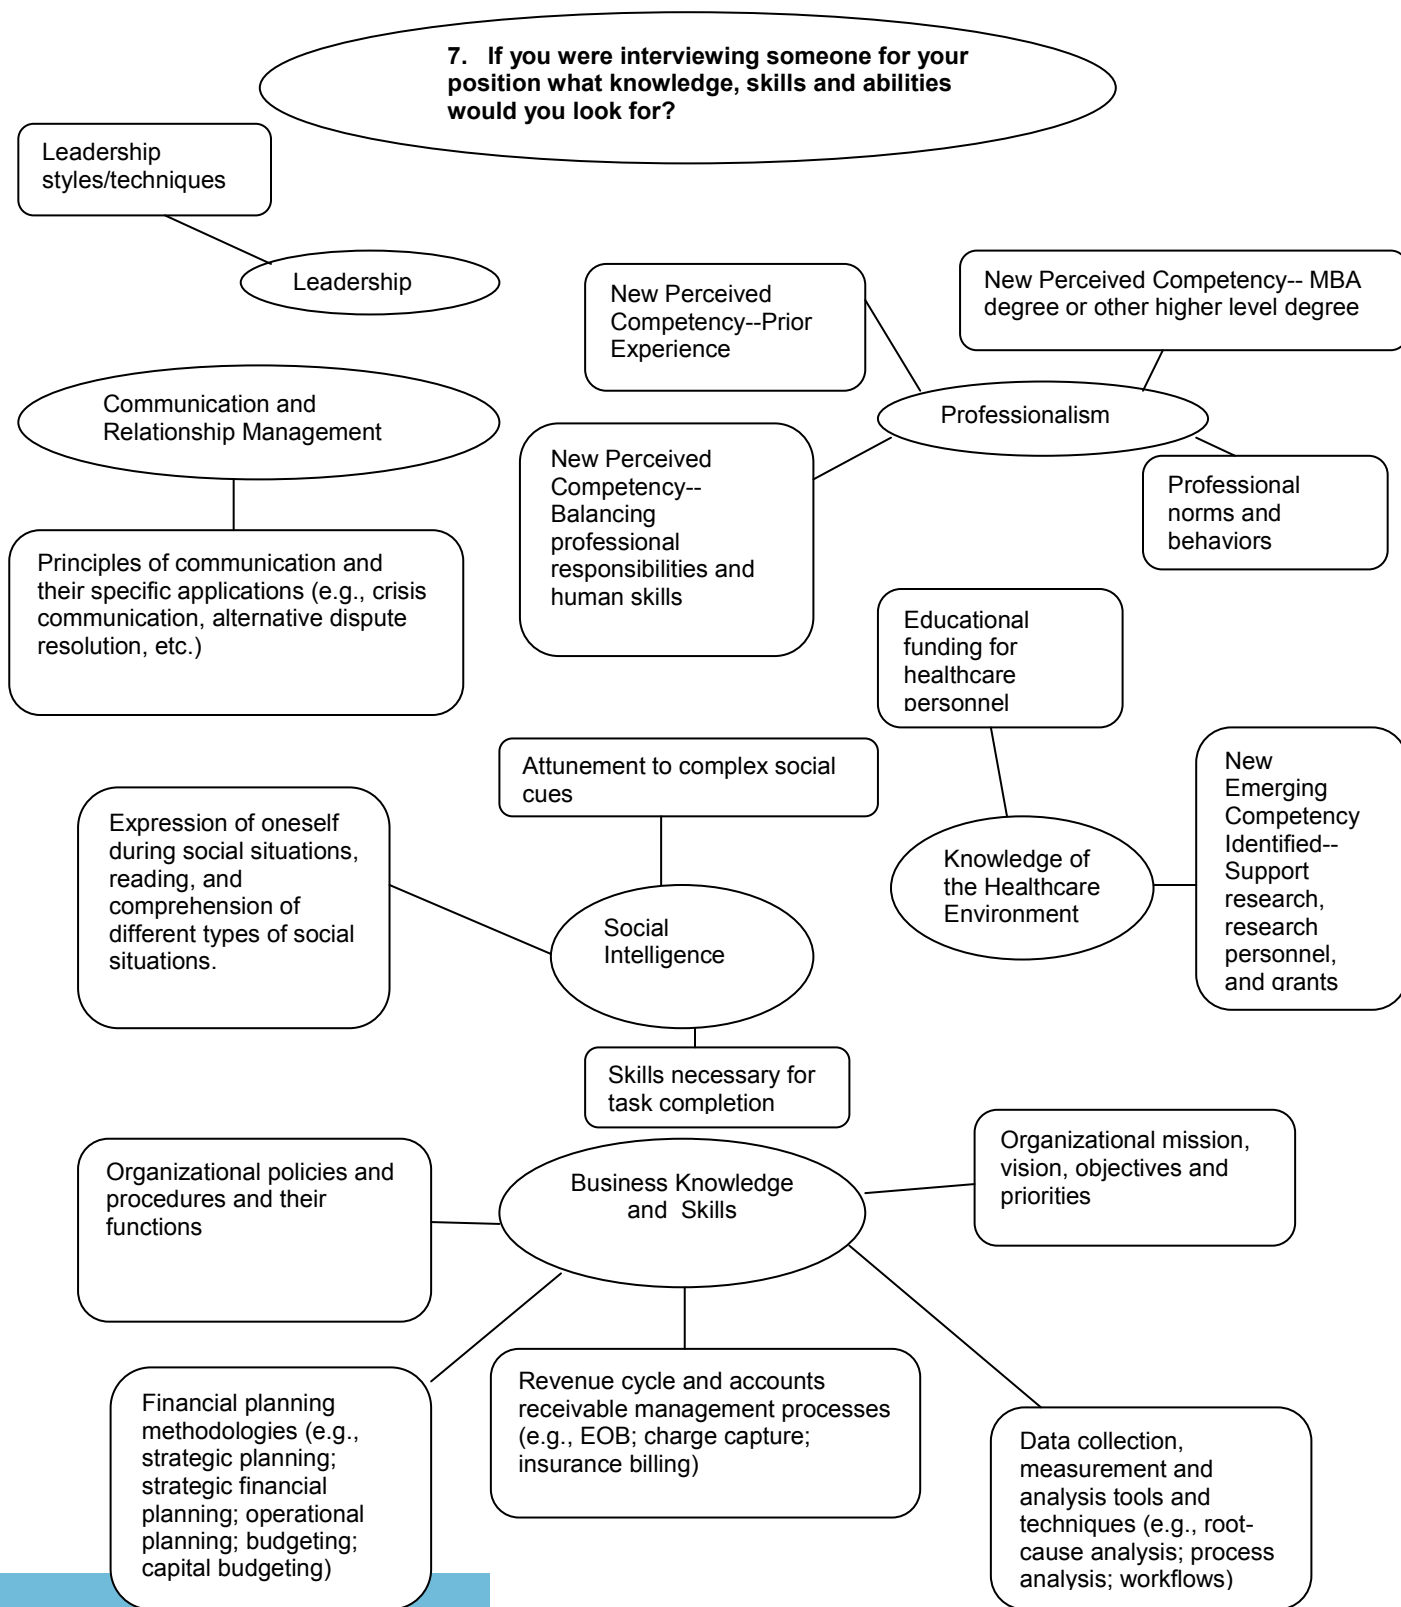 7. If you were interviewing someone for your
position what knowledge, skills and abilities
would you look for?
Leadership
styles/techniques
Leadership
New Perceived
Competency--Prior
Experience
New Perceived Competency-- MBA
degree or other higher level degree
Communication and
Relationship Management
Professionalism
New Perceived
Competency--
Balancing
professional
responsibilities and
human skills
Professional
norms and
behaviors
Principles of communication and
their specific applications (e.g., crisis
communication, alternative dispute
resolution, etc.)
Educational
funding for
healthcare
personnel
Attunement to complex social
cues
New
Emerging
Competency
Identified--
Support
research,
research
personnel,
and grants
Expression of oneself
during social situations,
reading, and
comprehension of
different types of social
situations.
Knowledge of
the Healthcare
Environment
Social
Intelligence
Skills necessary for
task completion
Organizational mission,
vision, objectives and
priorities
Organizational policies and
procedures and their
functions
Business Knowledge
and Skills
Revenue cycle and accounts
receivable management processes
(e.g., EOB; charge capture;
insurance billing)
Financial planning
methodologies (e.g.,
strategic planning;
strategic financial
planning; operational
planning; budgeting;
capital budgeting)
Data collection,
measurement and
analysis tools and
techniques (e.g., root-
cause analysis; process
analysis; workflows)